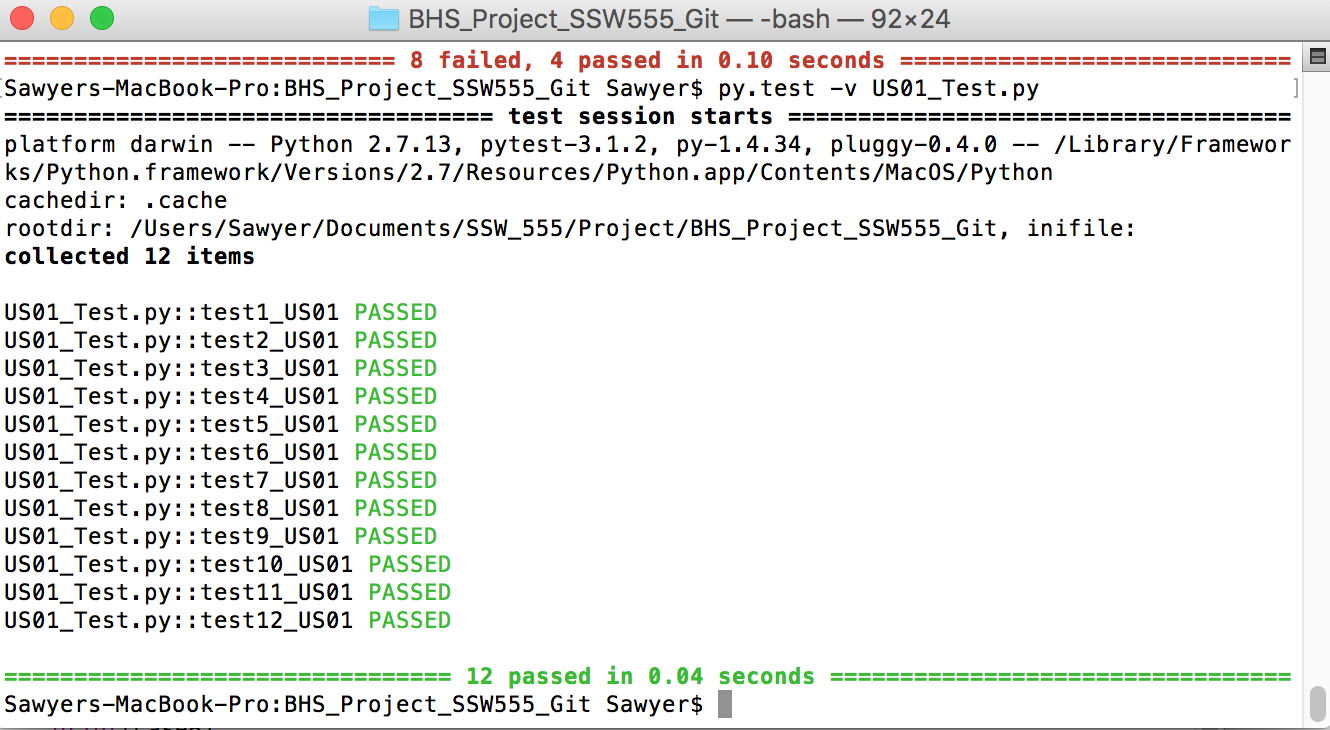 BHS_Project_SSW555_Git — -bash — 92×24
============================ 8 failed, 4 passed in 0.10 seconds ============================
Sawyers-MacBook-Pro:BHS_Project_SSW555_Git Sawyer$ py.test -v US01_Test.py
=================================== test session starts ====================================
platform darwin -- Python 2.7.13, pytest-3.1.2, py-1.4.34, pluggy-0.4.0 -- /Library/Framewor
ks/Python.framework/Versions/2.7/Resources/Python.app/Contents/MacOS/Python
cachedir: .cache
rootdir: /Users/Sawyer/Documents/SSW_555/Project/BHS_Project_SSW555_Git, inifile:
collected 12 items
US01_Test.py::test1_US01 PASSED
US01_Test.py::test2_US01 PASSED
US01_Test.py::test3_US01 PASSED
US01_Test.py::test4_US01 PASSED
US01_Test.py::test5_US01 PASSED
US01_Test.py::test6_US01 PASSED
US01_Test.py::test7_US01 PASSED
US01_Test.py::test8_US01 PASSED
US01_Test.py::test9_US01 PASSED
US01_Test.py::test10_US01 PASSED
US01_Test.py::test11_US01 PASSED
US01_Test.py::test12_US01 PASSED
================================ 12 passed in 0.04 seconds =================================
Sawyers-MacBook-Pro:BHS_Project_SSW555_Git Sawyer$